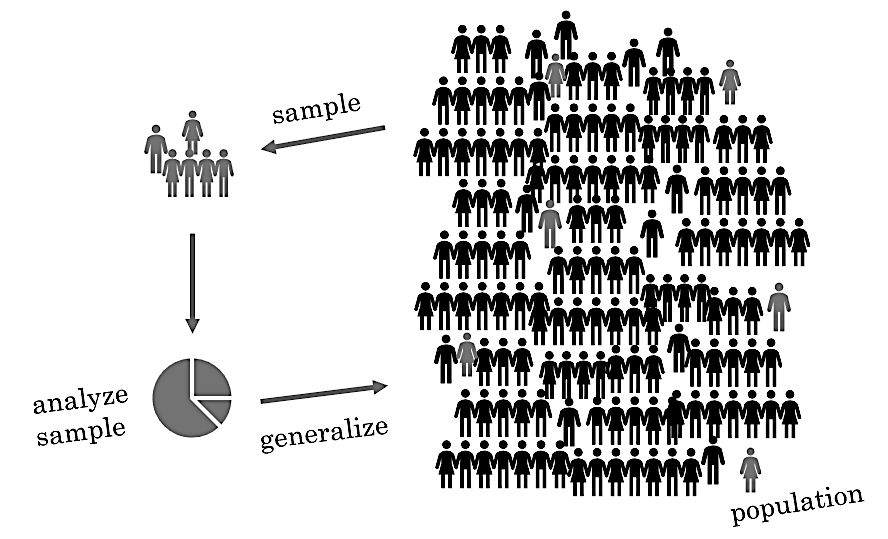 sample
analyze
sample
generalize
population